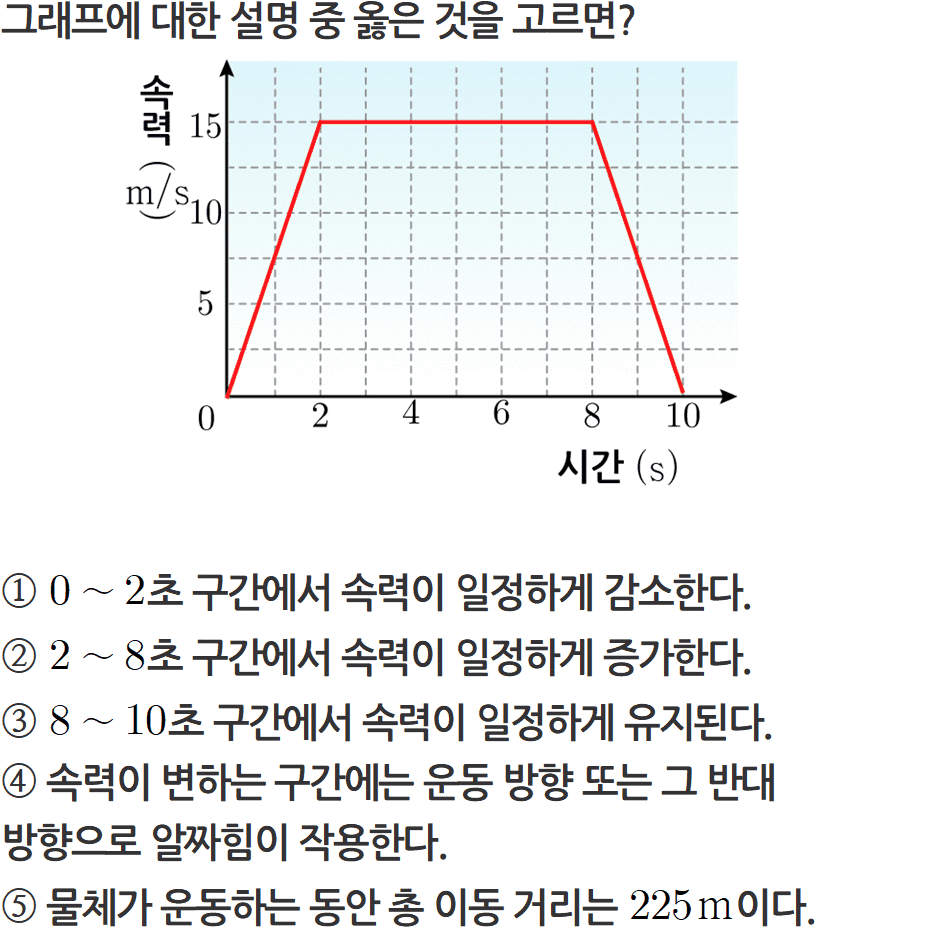 그래프에 대한 설명 중 옳은 것을 고르면?
속력
(m/s)
15
10
5
0 2 4 6 8 10
시간 (s)
① 0 ~ 2초 구간에서 속력이 일정하게 감소한다.
② 2 ~ 8초 구간에서 속력이 일정하게 증가한다.
③ 8 ~ 10초 구간에서 속력이 일정하게 유지된다.
④ 속력이 변하는 구간에는 운동 방향 또는 그 반대
방향으로 알짜힘이 작용한다.
⑤ 물체가 운동하는 동안 총 이동 거리는 225m이다.